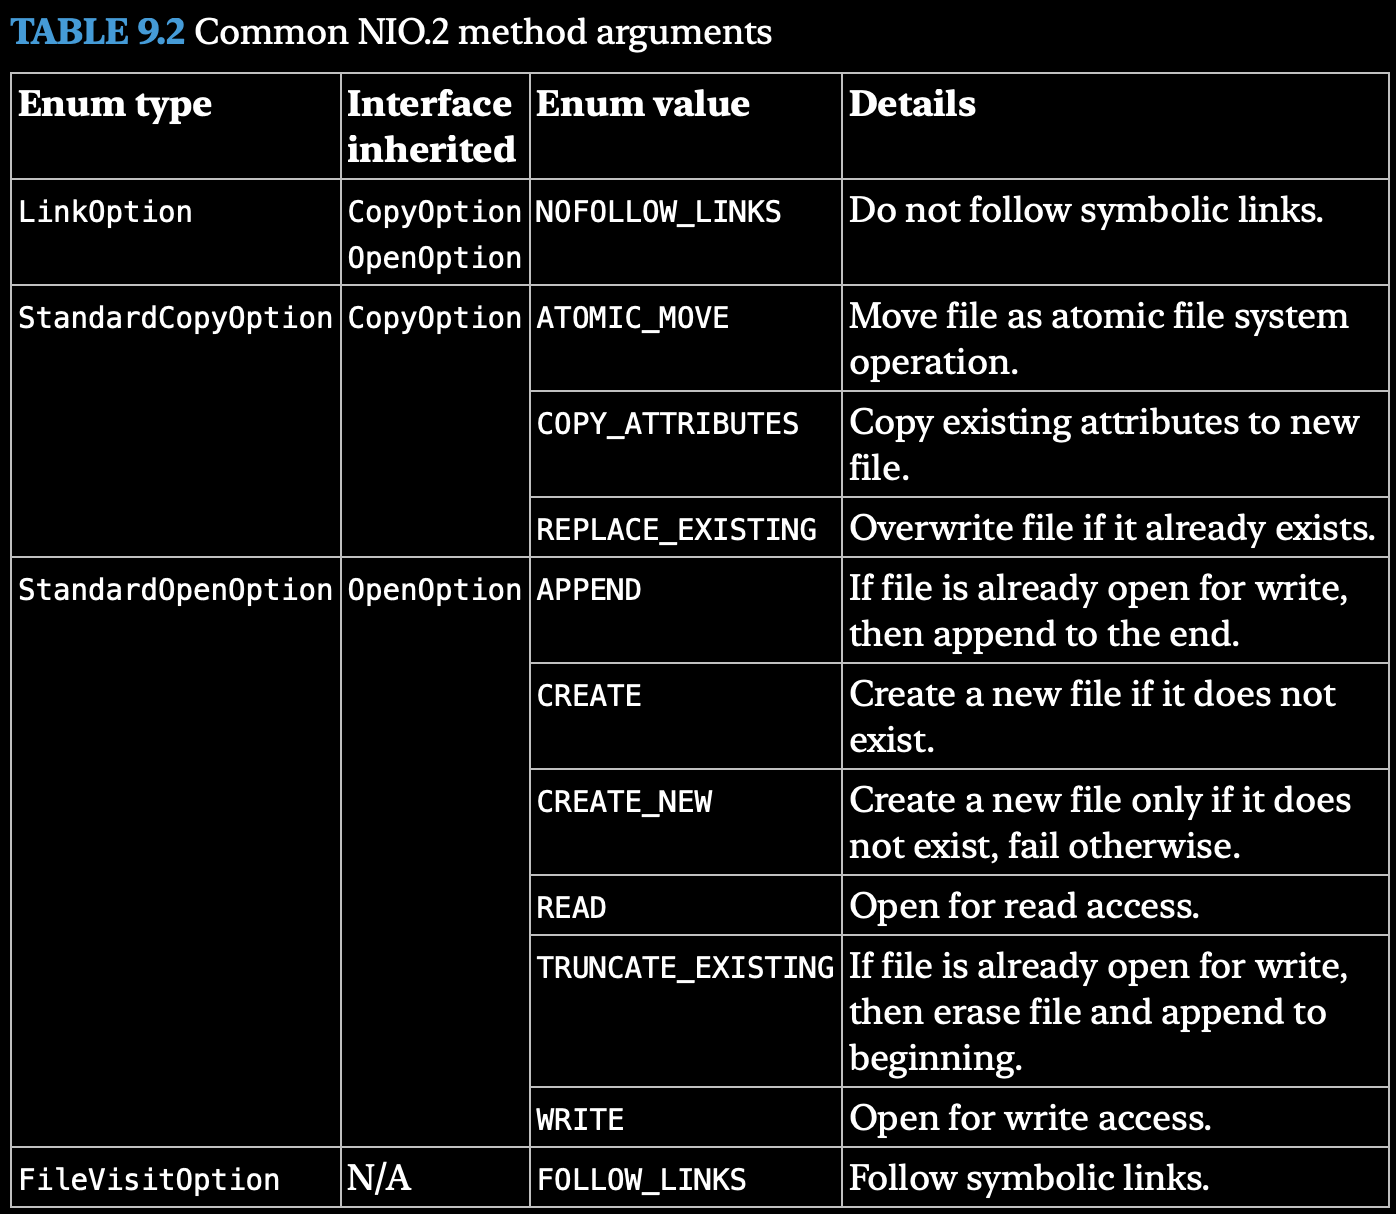 TABLE 9.2 Common NIO.2 method arguments
Enum type
Interface
inherited
Enum value
Details
LinkOption
CopyOption
OpenOption
NOFOLLOW_LINKS
Do not follow symbolic links.
StandardCopyOption
CopyOption
ATOMIC_MOVE
Move file as atomic file system
operation.
COPY_ATTRIBUTES
Copy existing attributes to new
file.
REPLACE_EXISTING
Overwrite file if it already exists.
StandardOpenOption
OpenOption
APPEND
If file is already open for write,
then append to the end.
CREATE
Create a new file if it does not
exist.
CREATE_NEW
Create a new file only if it does
not exist, fail otherwise.
READ
Open for read access.
TRUNCATE_EXISTING
If file is already open for write,
then erase file and append to
beginning.
WRITE
Open for write access.
FileVisitOption
N/A
FOLLOW_LINKS
Follow symbolic links.